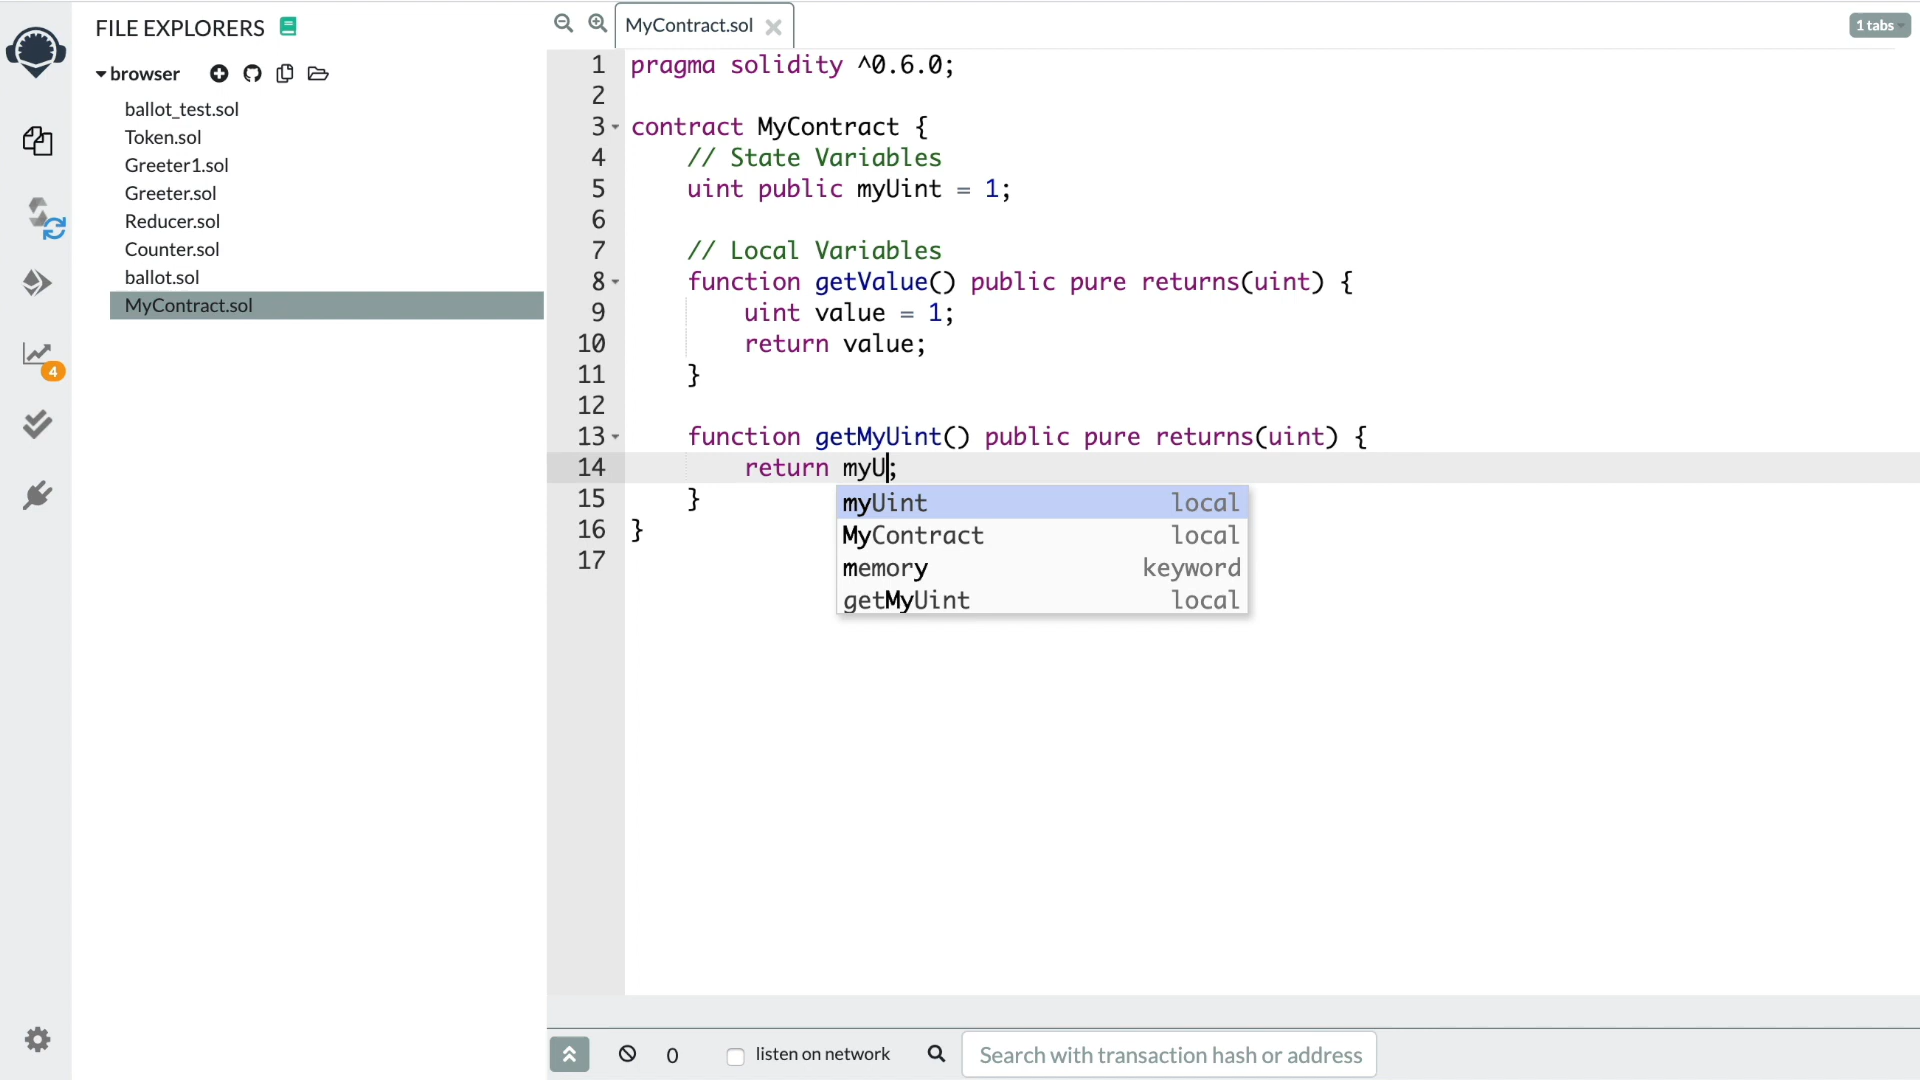 FILE EXPLORERS
browser
ballot_test.sol
Token.sol
Greeter1.sol
Greeter.sol
Reducer.sol
Counter.sol
ballot.sol
MyContract.sol
4
MyContract.sol
1 tabs
1 pragma solidity ^0.6.0;
2
3 contract MyContract {
4 // State Variables
5 uint public myUint = 1;
6
7 // Local Variables
8 function getValue() public pure returns(uint) {
9 uint value = 1;
10 return value;
11 }
12
13 function getMyUint() public pure returns(uint) {
14 return myU;
15 }
16 }
17
myUint local
MyContract local
memory keyword
getMyUint local
0 listen on network Search with transaction hash or address